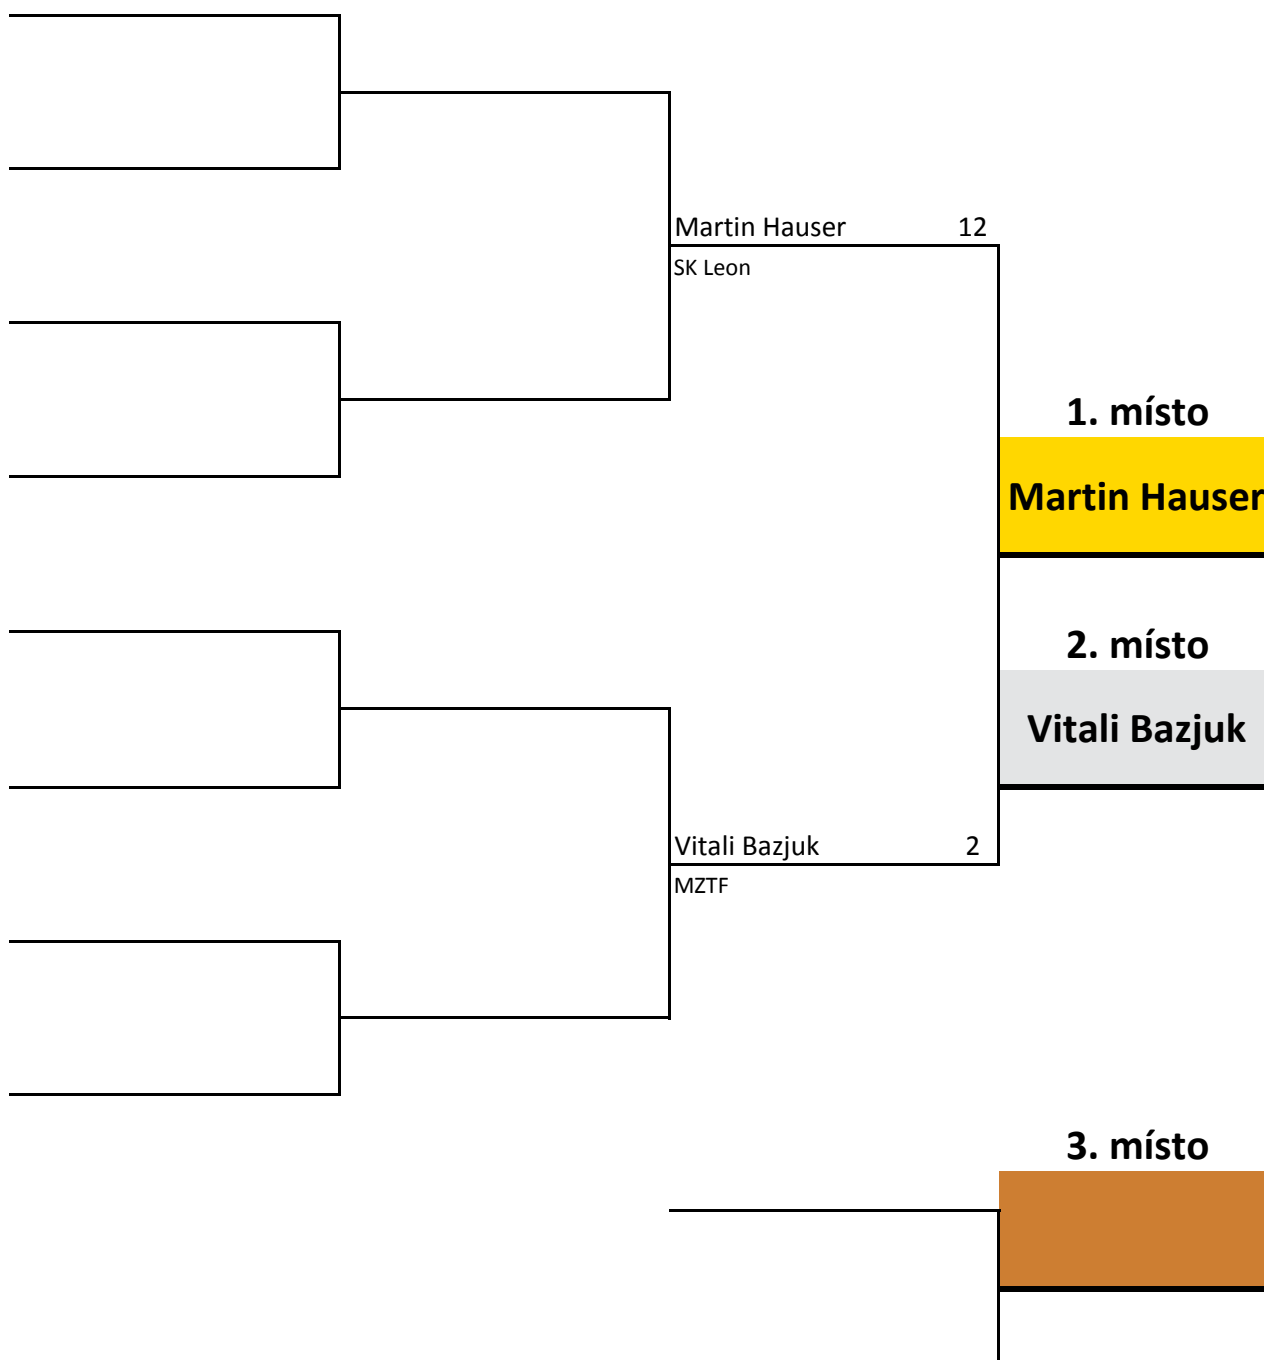 Martin Hauser 12
SK Leon
1. místo
Martin Hauser
2. místo
Vitali Bazjuk
Vitali Bazjuk 2
MZTF
3. místo